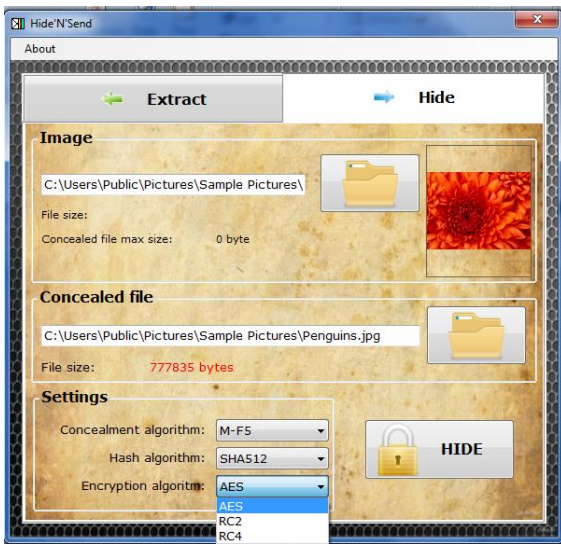 Hide'N'Send
About
Extract
Hide
Image
C:\Users\Public\Pictures\Sample Pictures\
File size:
Concealed file max size: 0 byte
Concealed file
C:\Users\Public\Pictures\Sample Pictures\Penguins.jpg
File size: 777835 bytes
Settings
Concealment algorithm: M-F5
Hash algorithm: SHA512
Encryption algoritm: AES
HIDE
AES
RC2
RC4